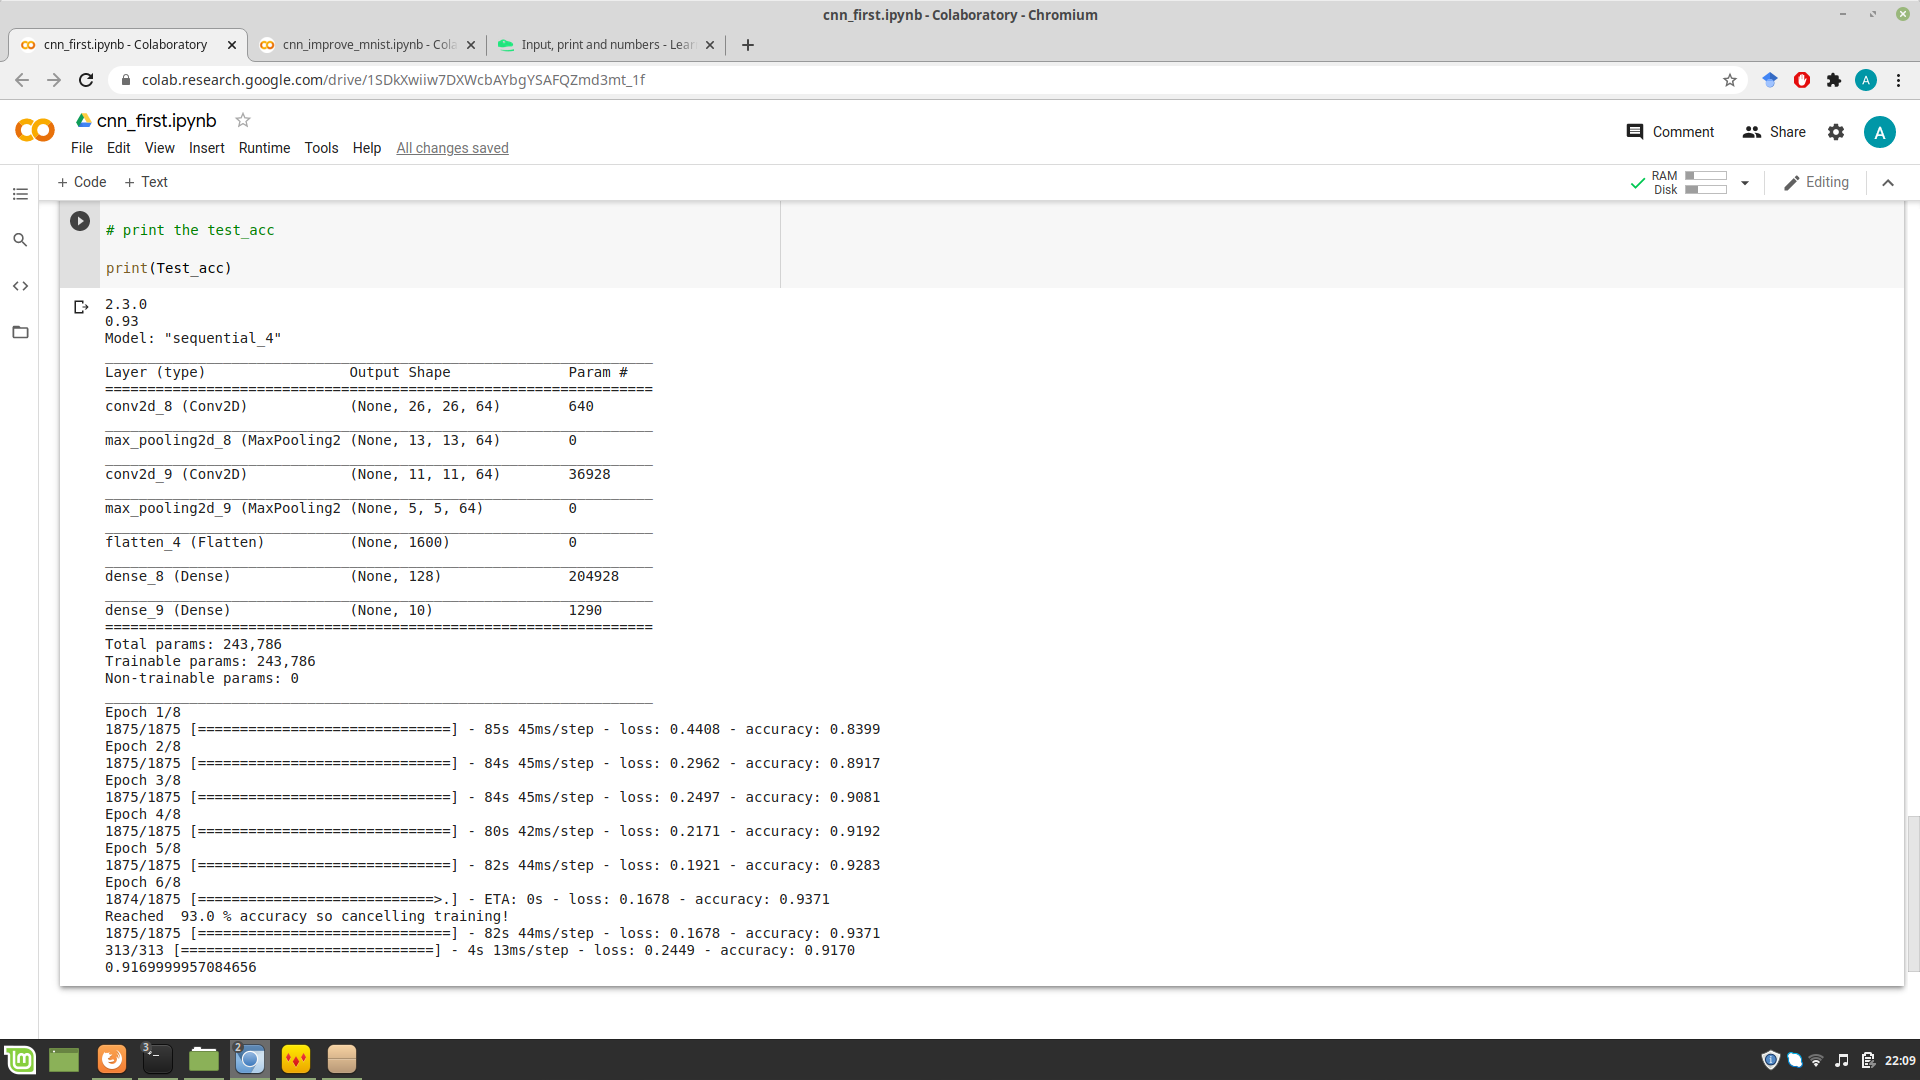 cnn_first.ipynb - Colaboratory - Chromium
cnn_first.ipynb - Colaboratory
cnn_improve_mnist.ipynb - Cola
Input, print and numbers - Lear
colab.research.google.com/drive/1SDkXwiiw7DXWcbAYbgYSAFQZmd3mt_1f
A
cnn_first.ipynb
Comment
Share
A
File Edit View Insert Runtime Tools Help All changes saved
+ Code + Text
RAM
Disk
Editing
# print the test_acc
print(Test_acc)
2.3.0
0.93
Model: "sequential_4"
Layer (type) Output Shape Param #
conv2d_8 (Conv2D) (None, 26, 26, 64) 640
max_pooling2d_8 (MaxPooling2 (None, 13, 13, 64) 0
conv2d_9 (Conv2D) (None, 11, 11, 64) 36928
max_pooling2d_9 (MaxPooling2 (None, 5, 5, 64) 0
flatten_4 (Flatten) (None, 1600) 0
dense_8 (Dense) (None, 128) 204928
dense_9 (Dense) (None, 10) 1290
Total params: 243,786
Trainable params: 243,786
Non-trainable params: 0
Epoch 1/8
1875/1875 [==============================] - 85s 45ms/step - loss: 0.4408 - accuracy: 0.8399
Epoch 2/8
1875/1875 [==============================] - 84s 45ms/step - loss: 0.2962 - accuracy: 0.8917
Epoch 3/8
1875/1875 [==============================] - 84s 45ms/step - loss: 0.2497 - accuracy: 0.9081
Epoch 4/8
1875/1875 [==============================] - 80s 42ms/step - loss: 0.2171 - accuracy: 0.9192
Epoch 5/8
1875/1875 [==============================] - 82s 44ms/step - loss: 0.1921 - accuracy: 0.9283
Epoch 6/8
1874/1875 [============================>.] - ETA: 0s - loss: 0.1678 - accuracy: 0.9371
Reached  93.0 % accuracy so cancelling training!
1875/1875 [==============================] - 82s 44ms/step - loss: 0.1678 - accuracy: 0.9371
313/313 [==============================] - 4s 13ms/step - loss: 0.2449 - accuracy: 0.9170
0.9169999957084656
3
2
22:09